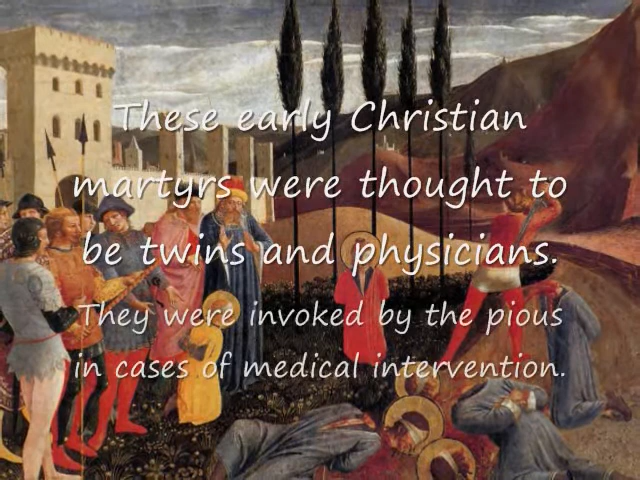 These early Christian
martyrs were thought to
be twins and physicians.
They were invoked by the pious
in cases of medical intervention.